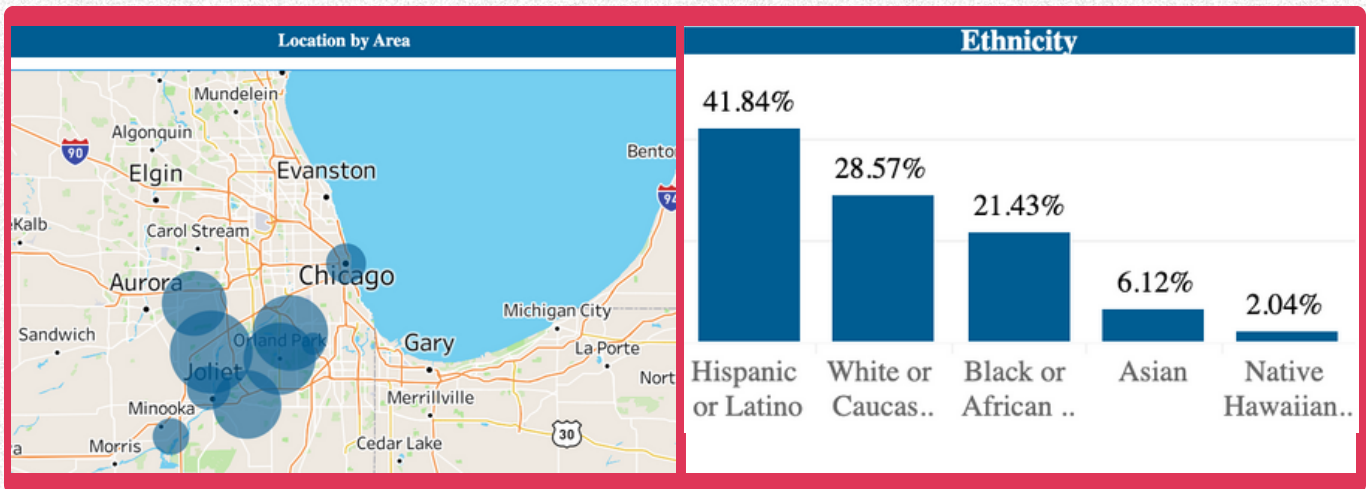 Location by Area
Mundelein
Algonquin
90
Elgin
Evanston
Bento
94
eKalb
Carol Stream
Chicago
Aurora
Michigan City
Sandwich
Orland Park
Gary
La Porte
Joliet
Nort
Minooka
Merrillville
30
Morris
Cedar Lake
a
Ethnicity
41.84%
28.57%
21.43%
6.12%
2.04%
Hispanic
or Latino
White or
Caucas..
Black or
African ..
Asian
Native
Hawaiian..